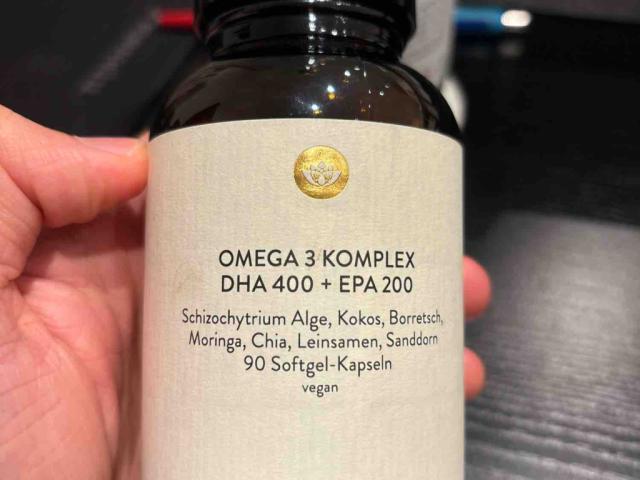 OMEGA 3 KOMPLEX
DHA 400 + EPA 200
Schizochytrium Alge, Kokos, Borretsch,
Moringa, Chia, Leinsamen, Sanddorn
90 Softgel-Kapseln
vegan